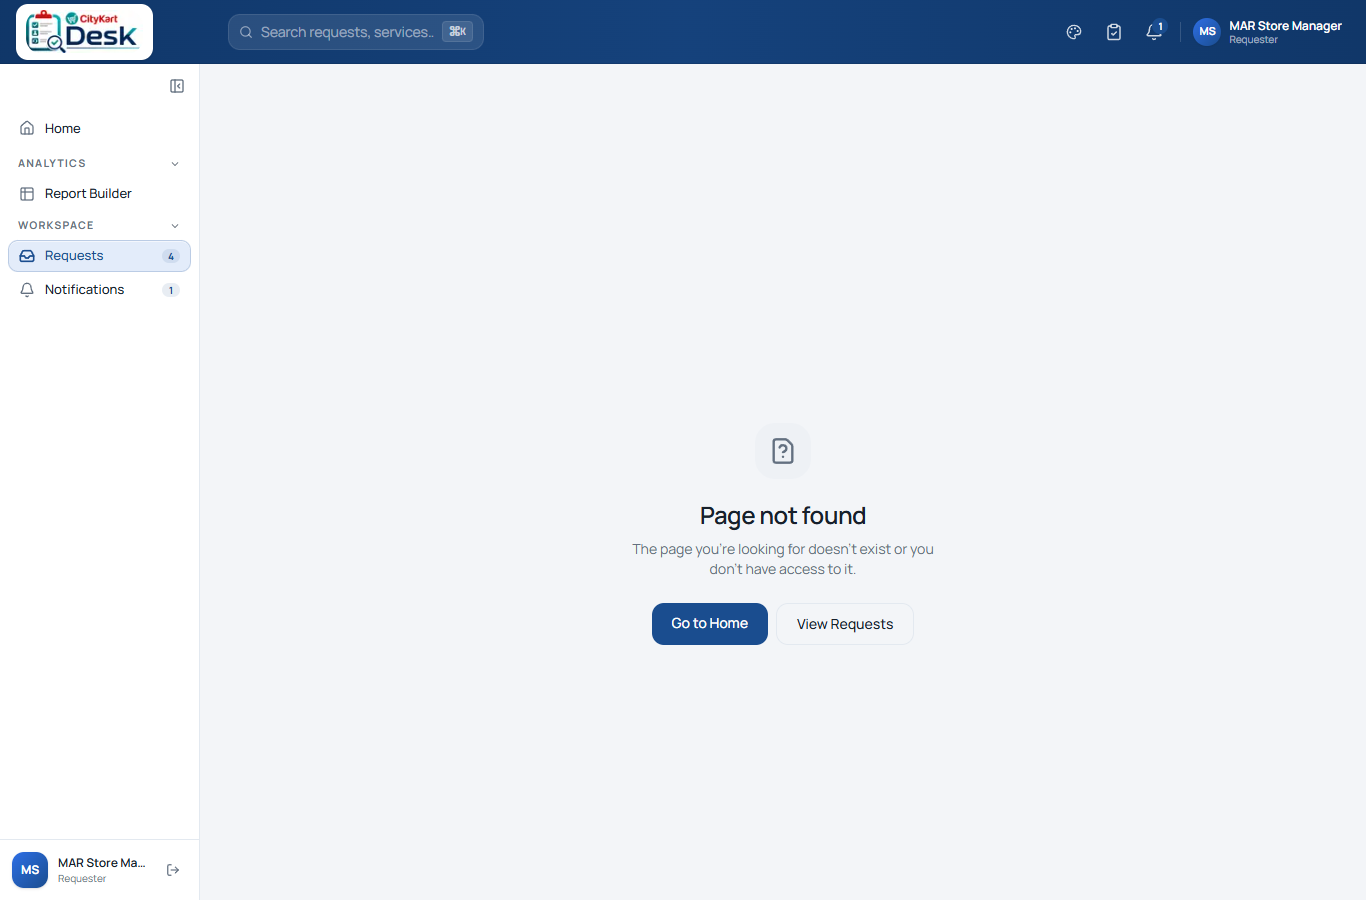 CityKart
Desk
Search requests, services..
⌘K
1
MS
MAR Store Manager
Requester
Home
ANALYTICS
Report Builder
WORKSPACE
Requests
4
Notifications
1
Page not found
The page you're looking for doesn't exist or you
don't have access to it.
Go to Home
View Requests
MS
MAR Store Ma...
Requester